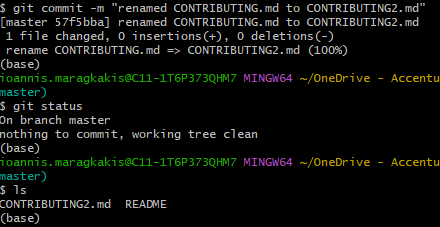 $ git commit -m "renamed CONTRIBUTING.md to CONTRIBUTING2.md"
[master 57f5bba] renamed CONTRIBUTING.md to CONTRIBUTING2.md
 1 file changed, 0 insertions(+), 0 deletions(-)
 rename CONTRIBUTING.md => CONTRIBUTING2.md (100%)
(base)
ioannis.maragkakis@C11-1T6P373QHM7 MINGW64 ~/OneDrive - Accentu
master)
$ git status
On branch master
nothing to commit, working tree clean
(base)
ioannis.maragkakis@C11-1T6P373QHM7 MINGW64 ~/OneDrive - Accentu
master)
$ ls
CONTRIBUTING2.md  README
(base)